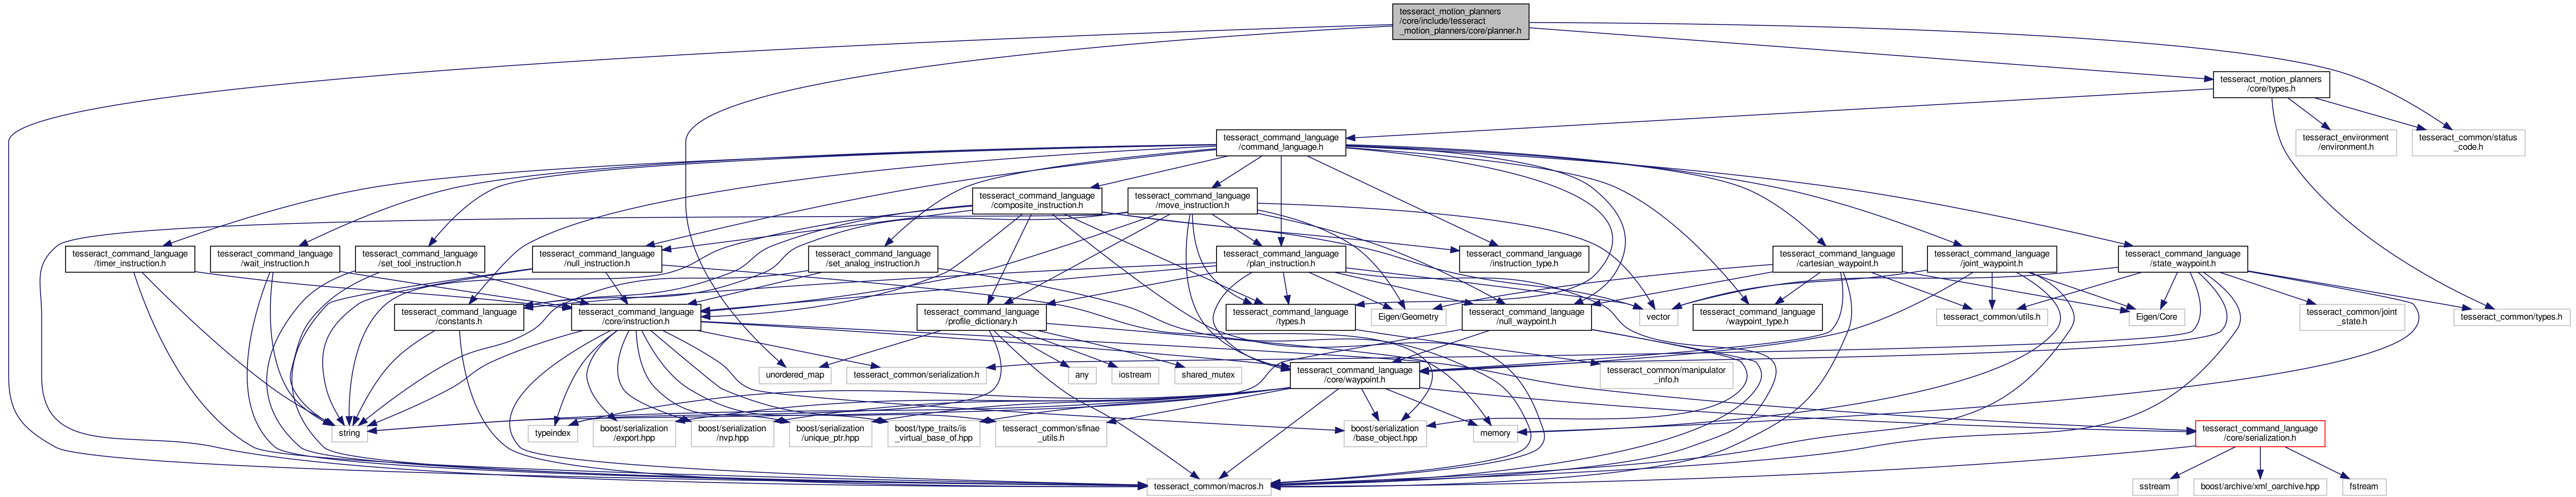 tesseract_motion_planners
/core/include/tesseract
_motion_planners/core/planner.h
tesseract_motion_planners
/core/types.h
tesseract_command_language
/command_language.h
tesseract_environment
/environment.h
tesseract_common/status
_code.h
tesseract_command_language
/composite_instruction.h
tesseract_command_language
/move_instruction.h
tesseract_command_language
/timer_instruction.h
tesseract_command_language
/wait_instruction.h
tesseract_command_language
/set_tool_instruction.h
tesseract_command_language
/null_instruction.h
tesseract_command_language
/set_analog_instruction.h
tesseract_command_language
/plan_instruction.h
tesseract_command_language
/instruction_type.h
tesseract_command_language
/cartesian_waypoint.h
tesseract_command_language
/joint_waypoint.h
tesseract_command_language
/state_waypoint.h
tesseract_command_language
/constants.h
tesseract_command_language
/core/instruction.h
tesseract_command_language
/profile_dictionary.h
tesseract_command_language
/types.h
Eigen/Geometry
tesseract_command_language
/null_waypoint.h
vector
tesseract_command_language
/waypoint_type.h
tesseract_common/utils.h
Eigen/Core
tesseract_common/joint
_state.h
tesseract_common/types.h
unordered_map
tesseract_common/serialization.h
any
iostream
shared_mutex
tesseract_command_language
/core/waypoint.h
tesseract_common/manipulator
_info.h
string
typeindex
boost/serialization
/export.hpp
boost/serialization
/nvp.hpp
boost/serialization
/unique_ptr.hpp
boost/type_traits/is
_virtual_base_of.hpp
tesseract_common/sfinae
_utils.h
boost/serialization
/base_object.hpp
memory
tesseract_command_language
/core/serialization.h
tesseract_common/macros.h
sstream
boost/archive/xml_oarchive.hpp
fstream